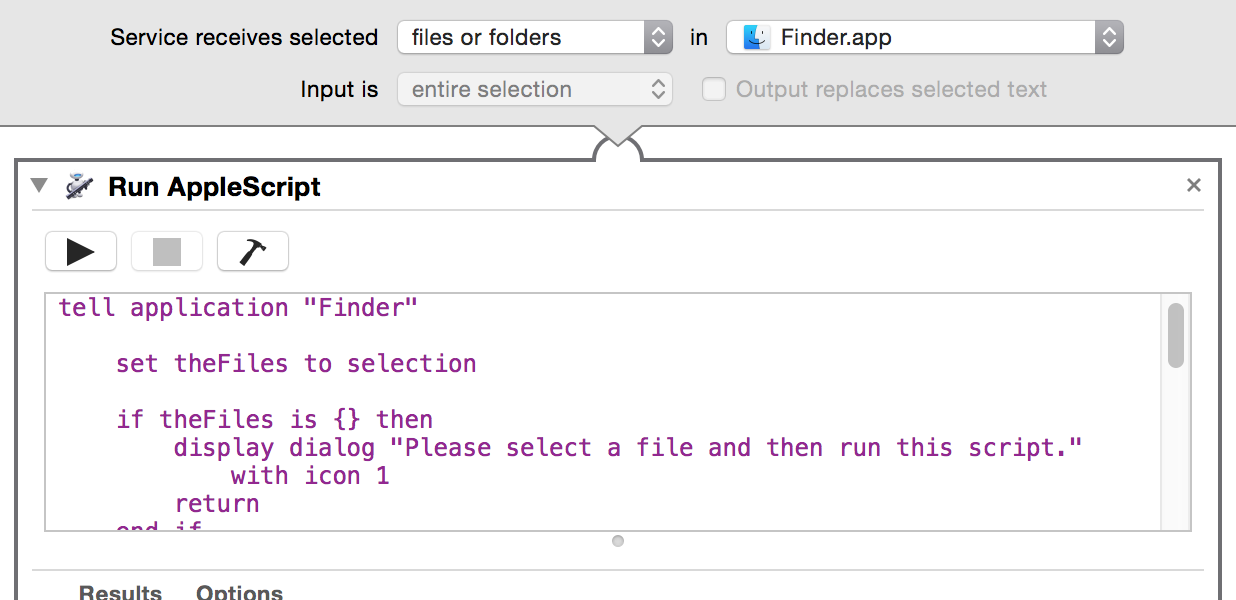 Service receives selected files or folders in Finder.app
Input is entire selection Output replaces selected text
Run AppleScript
tell application "Finder"
set theFiles to selection
if theFiles is {} then
display dialog "Please select a file and then run this script."
with icon 1
return
end if
Results Options